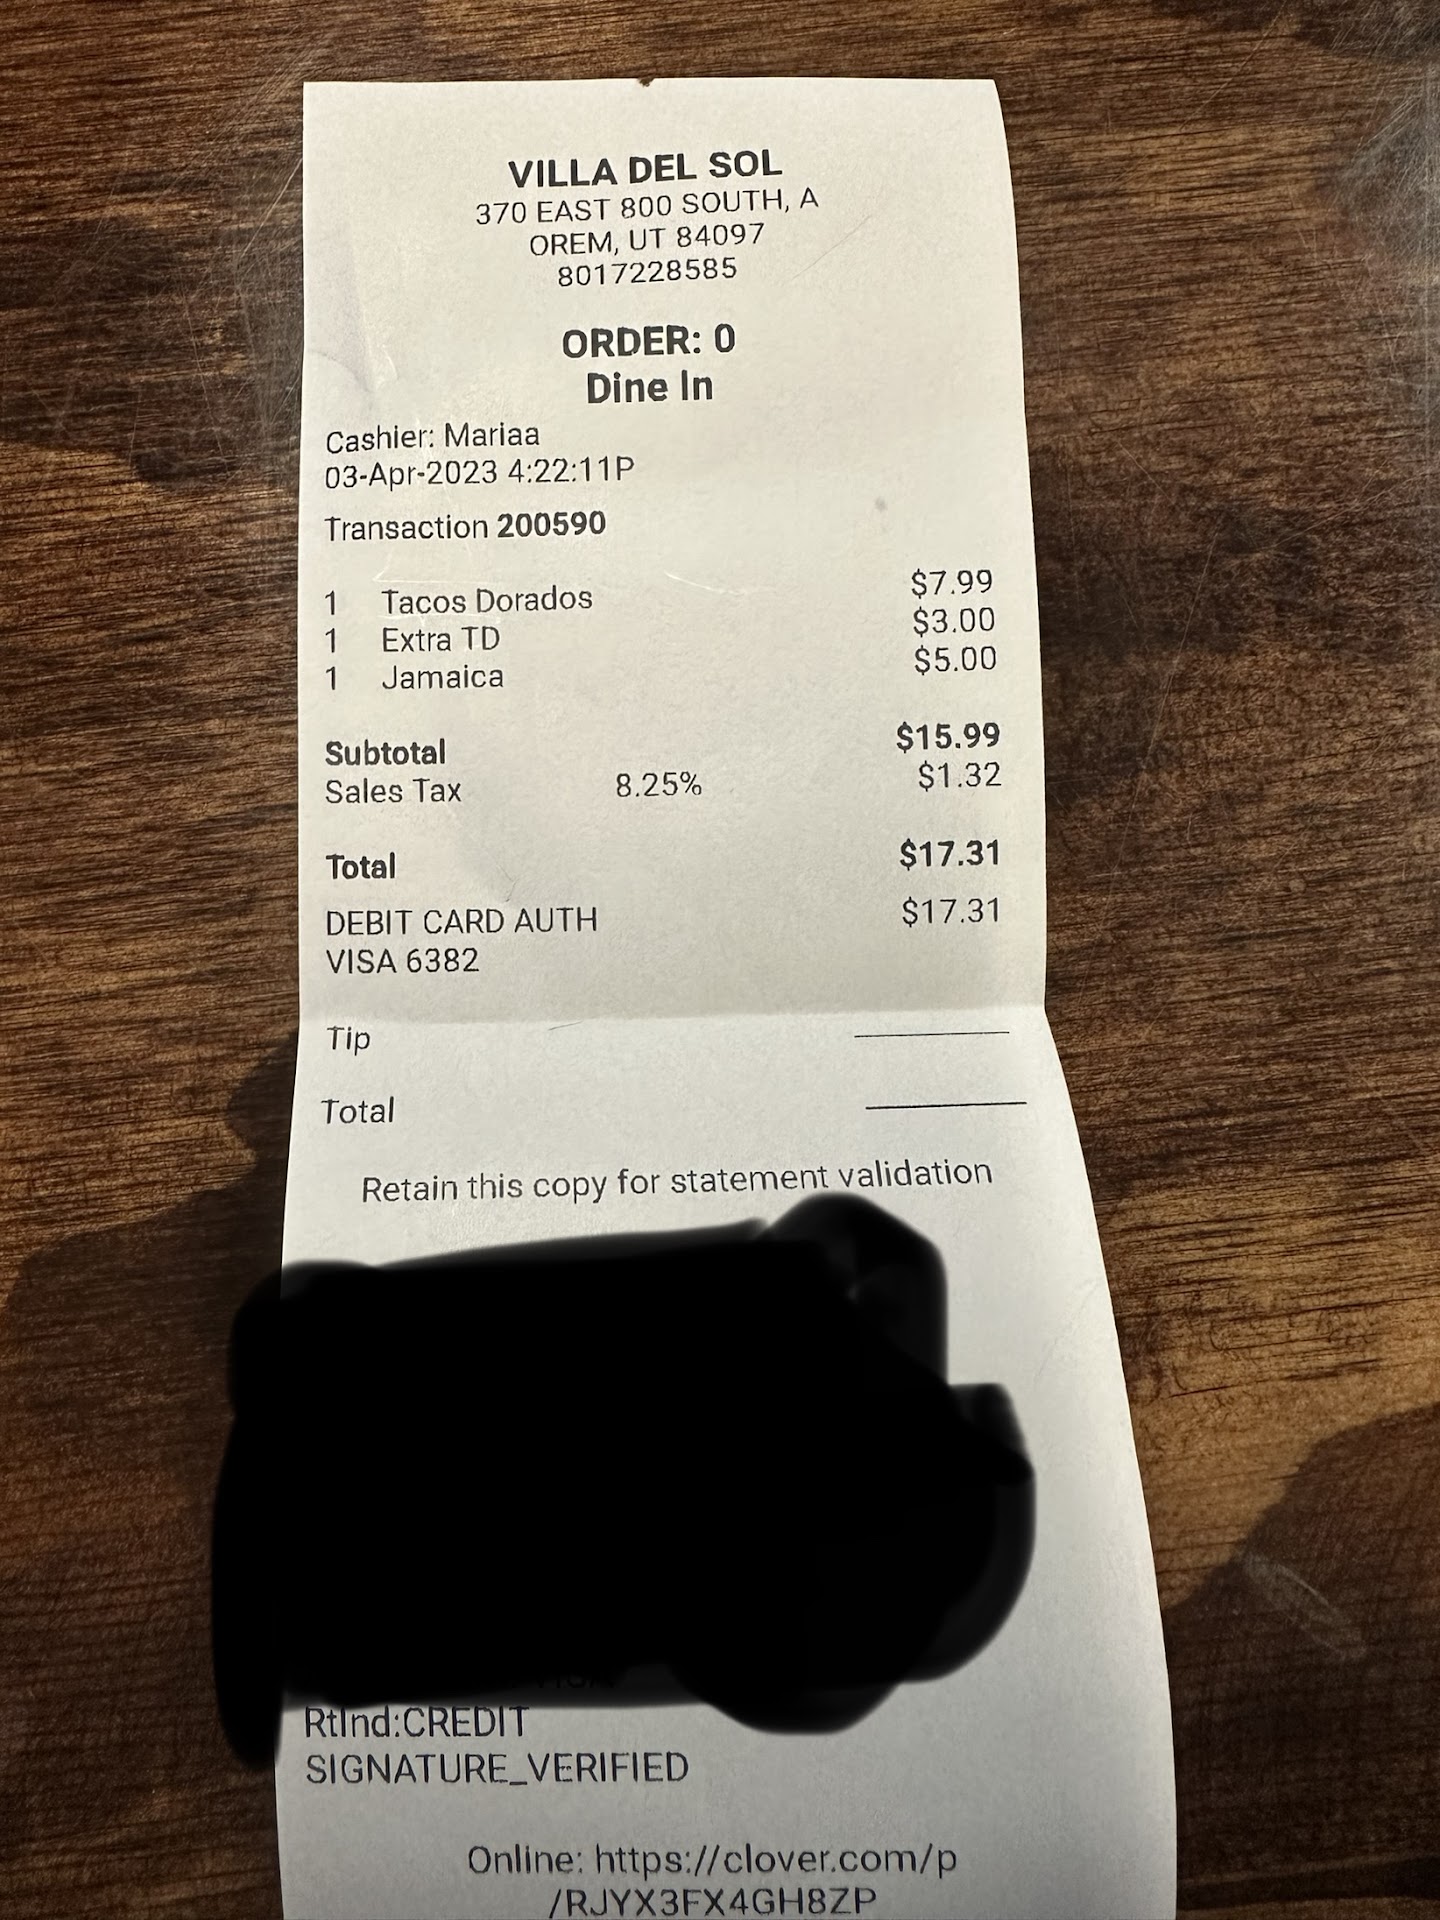 VILLA DEL SOL
370 EAST 800 SOUTH, A
OREM, UT 84097
8017228585
ORDER: 0
Dine In
Cashier: Mariaa
03-Apr-2023 4:22:11P
Transaction 200590
1 Tacos Dorados $7.99
1 Extra TD $3.00
1 Jamaica $5.00
Subtotal $15.99
Sales Tax 8.25% $1.32
Total $17.31
DEBIT CARD AUTH $17.31
VISA 6382
Tip
Total
Retain this copy for statement validation
RtInd:CREDIT
SIGNATURE_VERIFIED
Online: https://clover.com/p
/RJYX3FX4GH8ZP